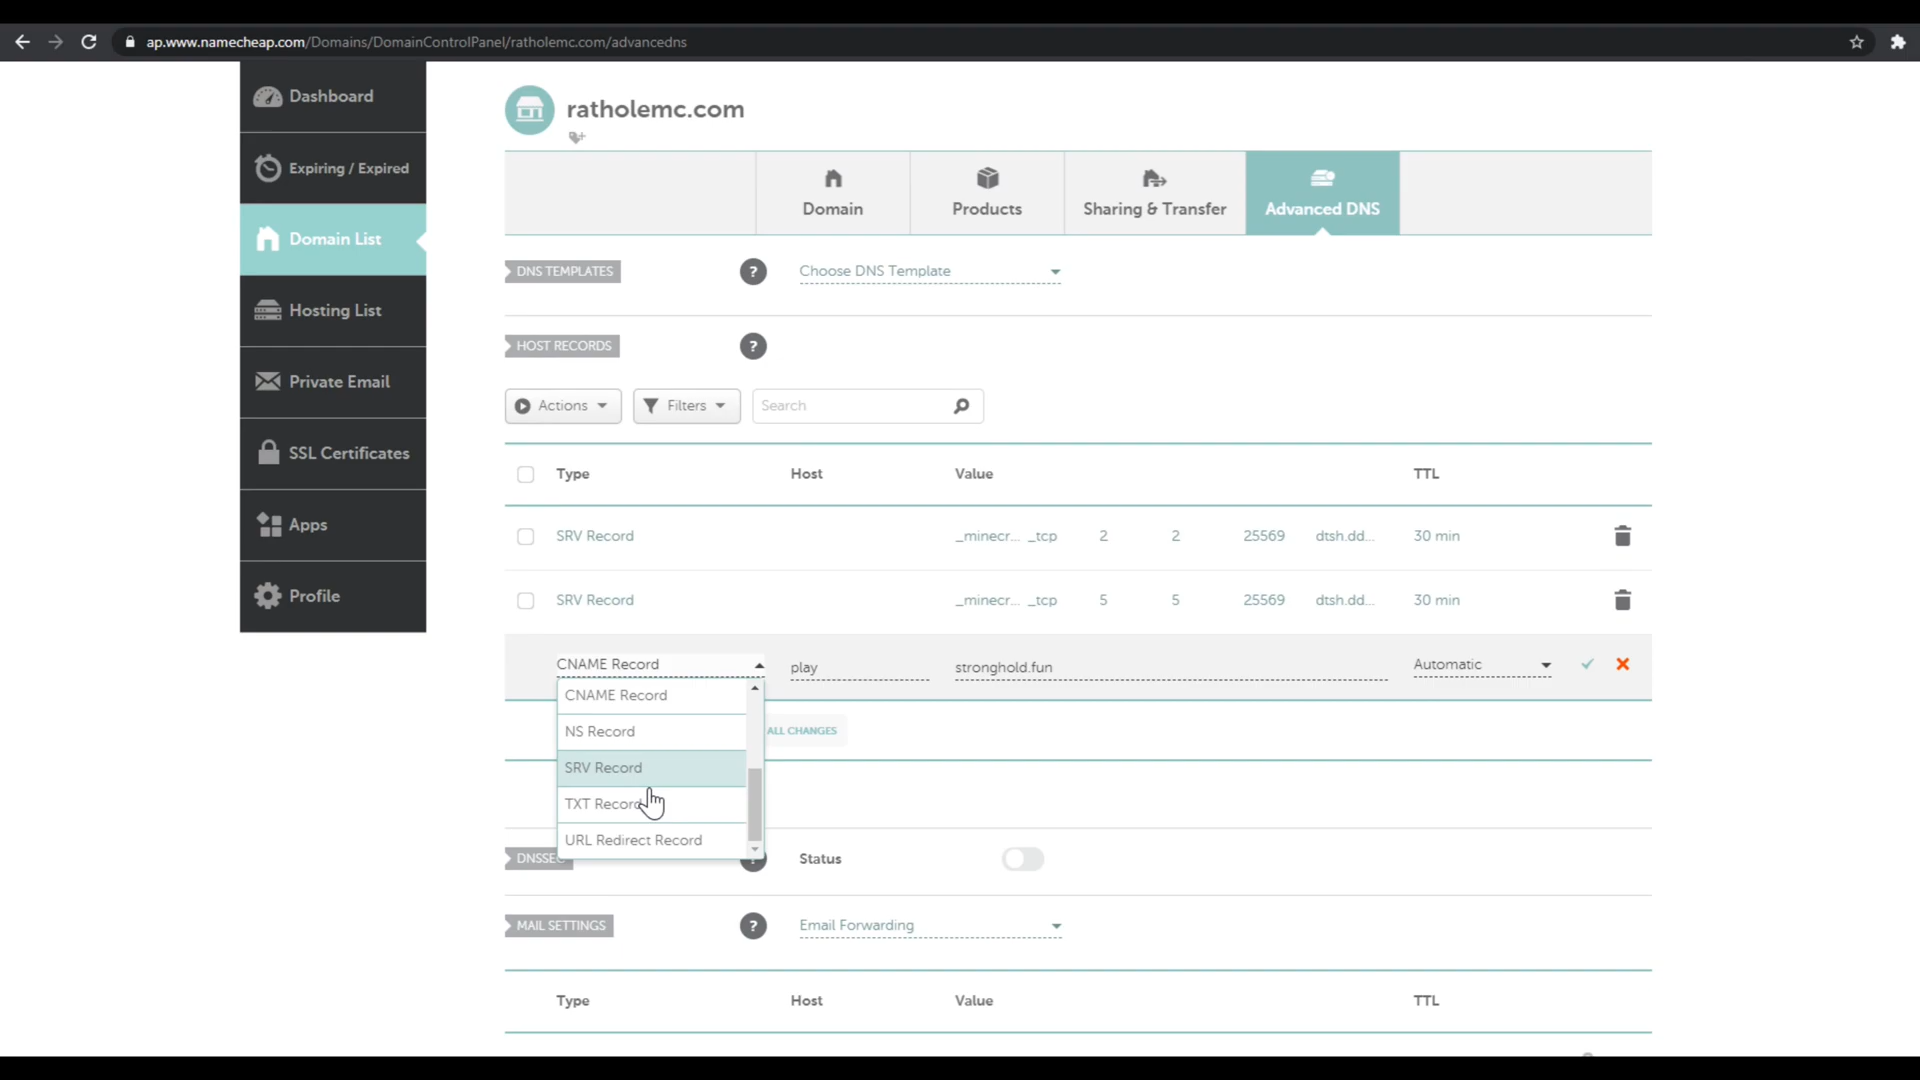 ap.www.namecheap.com/Domains/DomainControlPanel/ratholemc.com/advancedns
Dashboard
Expiring / Expired
Domain List
Hosting List
Private Email
SSL Certificates
Apps
Profile
ratholemc.com
Domain
Products
Sharing & Transfer
Advanced DNS
DNS TEMPLATES
?
Choose DNS Template
HOST RECORDS
?
Actions
Filters
Search
Type Host Value TTL
SRV Record _minecr... _tcp 2 2 25569 dtsh.dd... 30 min
SRV Record _minecr... _tcp 5 5 25569 dtsh.dd... 30 min
CNAME Record play stronghold.fun Automatic
CNAME Record
NS Record
ALL CHANGES
SRV Record
TXT Record
URL Redirect Record
DNSSEC
?
Status
MAIL SETTINGS
?
Email Forwarding
Type Host Value TTL